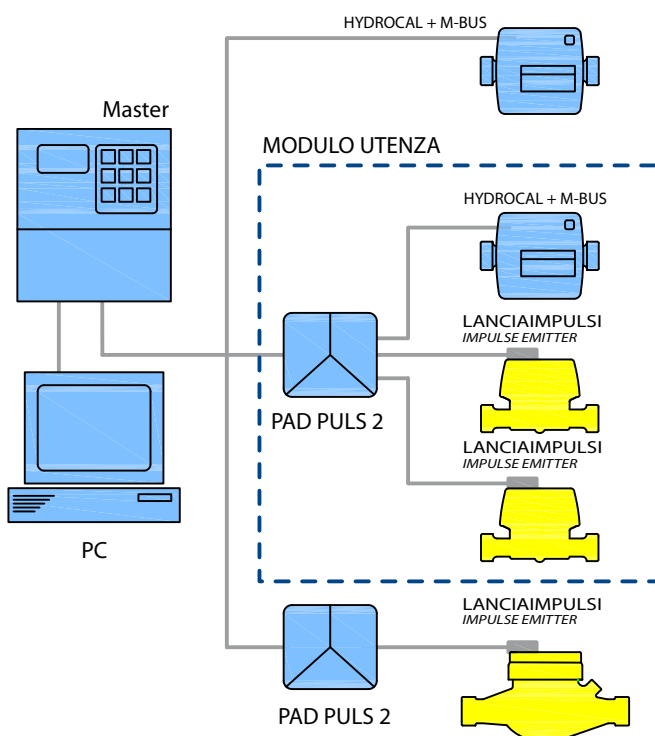 HYDROCAL + M-BUS
Master
MODULO UTENZA
HYDROCAL + M-BUS
LANCIAIMPULSI
IMPULSE EMITTER
PAD PULS 2
LANCIAIMPULSI
IMPULSE EMITTER
PC
LANCIAIMPULSI
IMPULSE EMITTER
PAD PULS 2